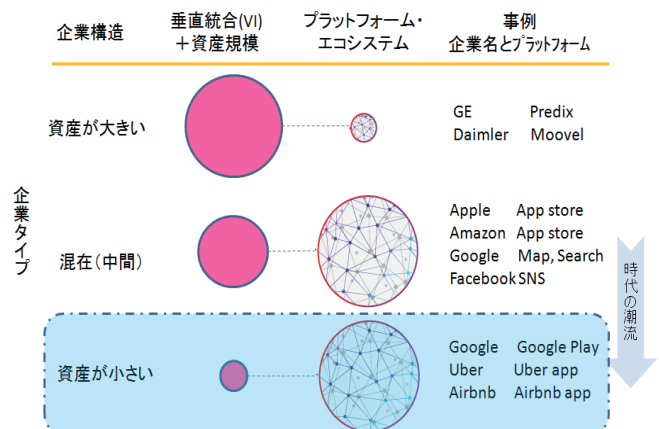 企業構造
垂直統合(VI)
＋資産規模
プラットフォーム・
エコシステム
事例
企業名とプラットフォーム
企業タイプ
資産が大きい
GE Predix
Daimler Moovel
混在（中間）
Apple App store
Amazon App store
Google Map, Search
Facebook SNS
資産が小さい
Google Google Play
Uber Uber app
Airbnb Airbnb app
時代の潮流